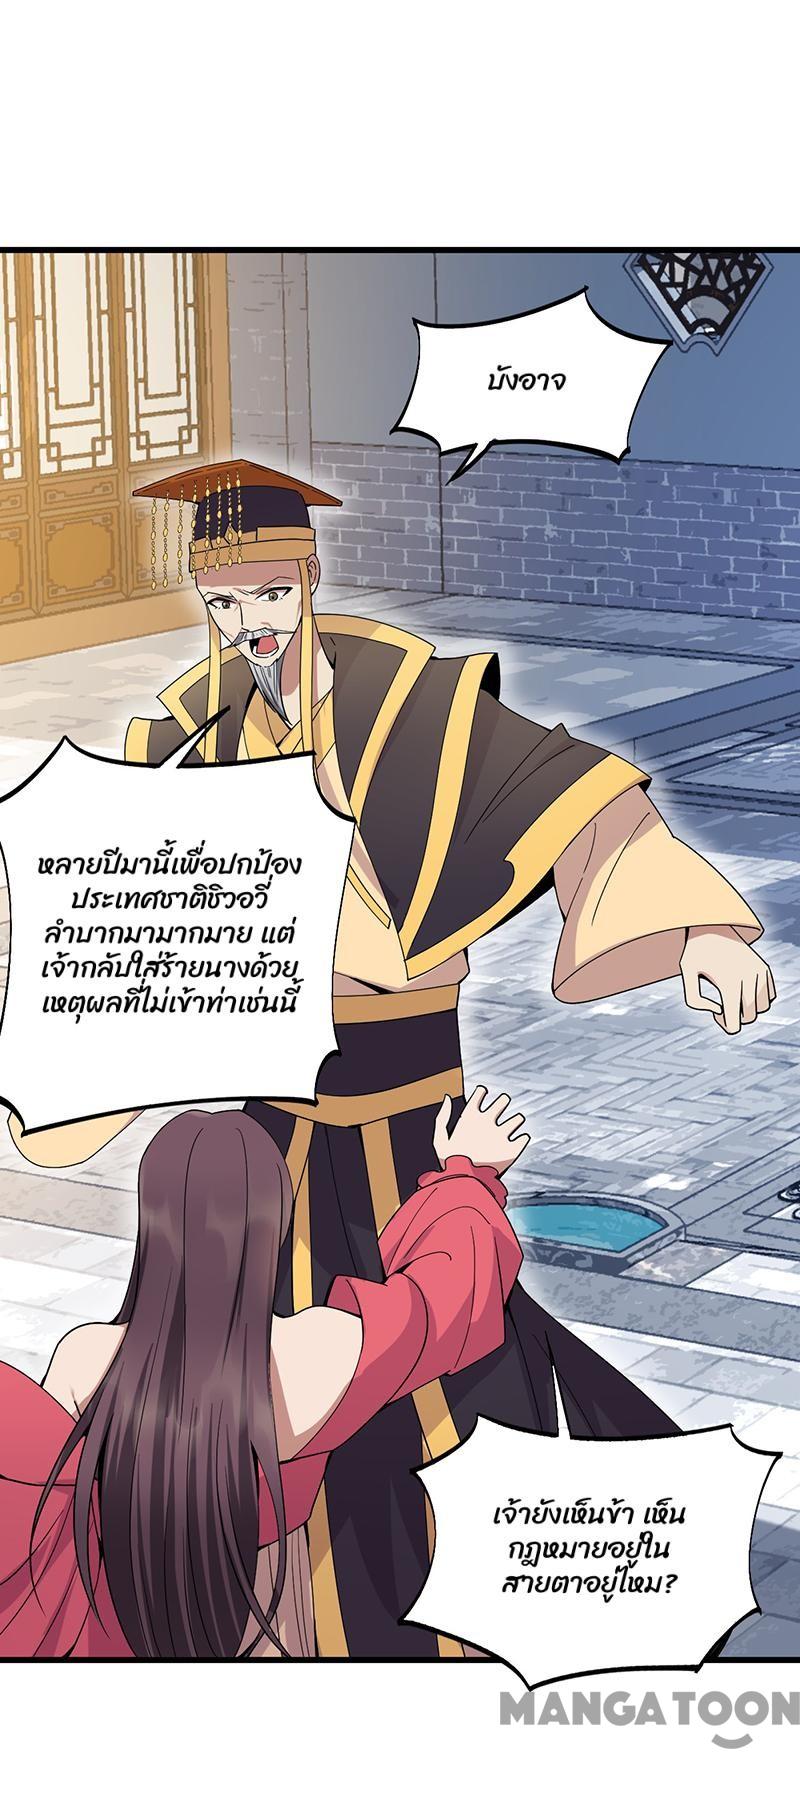 บังอาจ
หลายปีมานี้เพื่อปกป้อง
ประเทศชาติชิวอวี่
ลำบากมามากมาย แต่
เจ้ากลับใส่ร้ายนางด้วย
เหตุผลที่ไม่เข้าท่าเช่นนี้
เจ้ายังเห็นข้า เห็น
กฎหมายอยู่ใน
สายตาอยู่ไหม?
MANGATOON